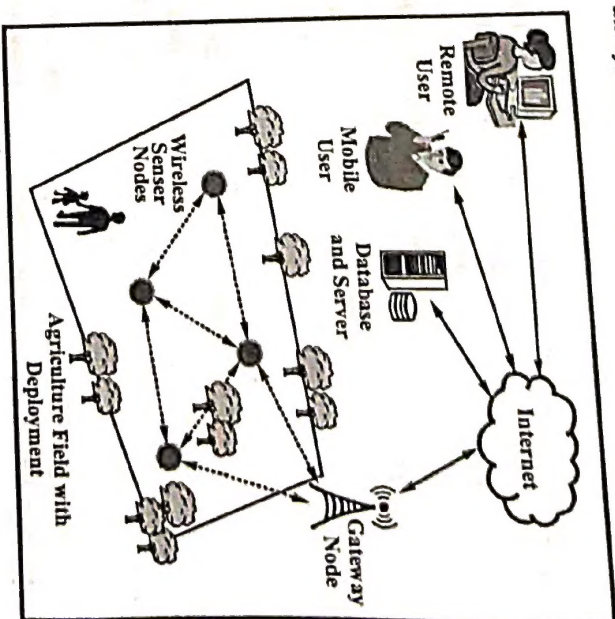 Remote
User
Mobile
User
Database
and Server
Internet
Wireless
Senser
Nodes
Gateway
Node
Agriculture Field with
Deployment